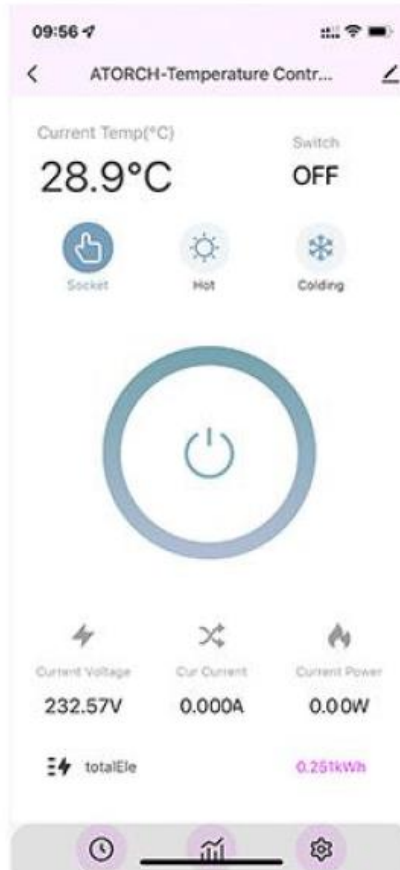 09:56
ATORCH-Temperature Contr...
Current Temp(°C)
Switch
28.9°C
OFF
Socket
Hot
Colding
Current Voltage
Cur Current
Current Power
232.57V
0.000A
0.00W
totalEle
0.251kWh